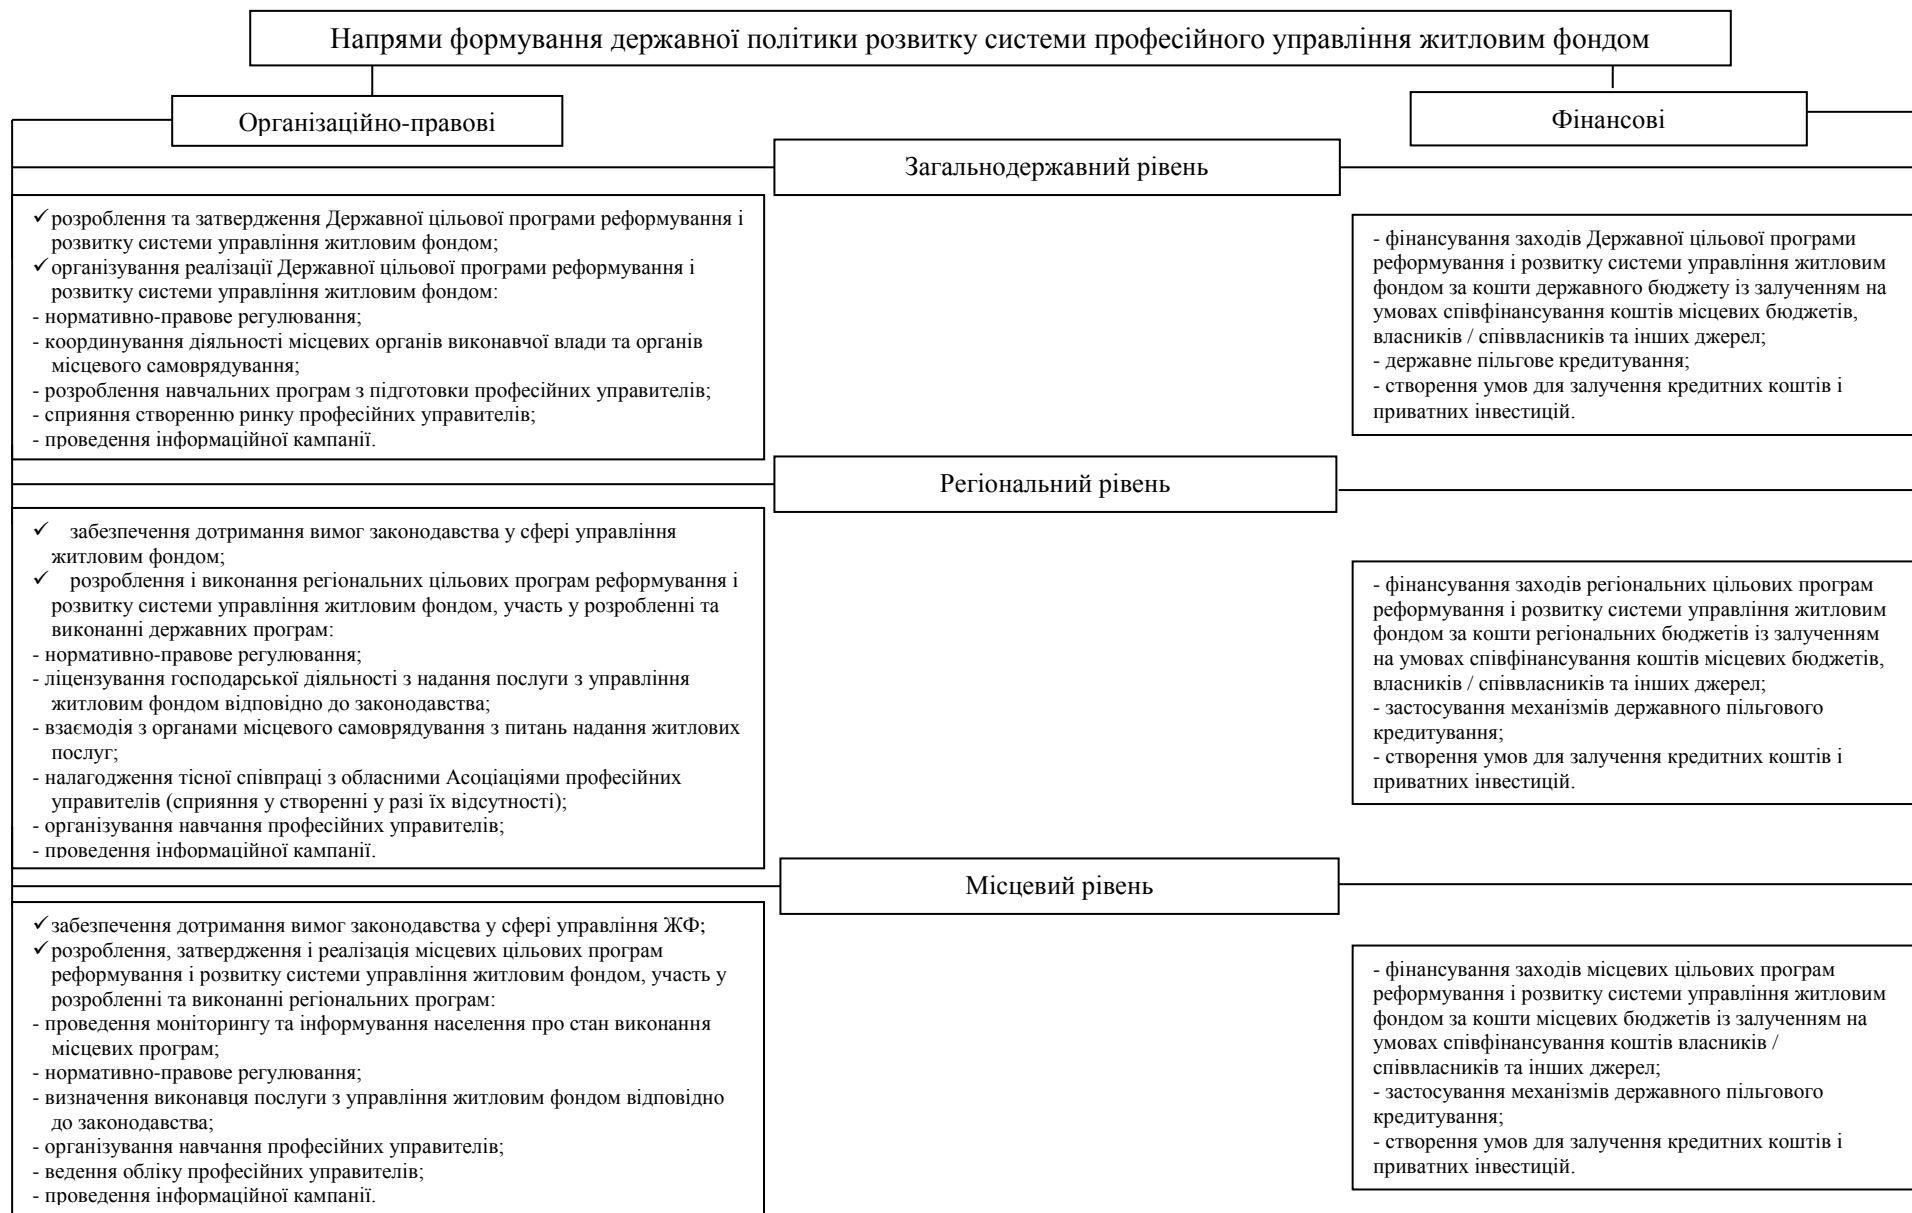 Напрями формування державної політики розвитку системи професійного управління житловим фондом
Організаційно-правові
Фінансові
Загальнодержавний рівень
✓ розроблення та затвердження Державної цільової програми реформування і
розвитку системи управління житловим фондом;
✓ організування реалізації Державної цільової програми реформування і
розвитку системи управління житловим фондом:
- нормативно-правове регулювання;
- координування діяльності місцевих органів виконавчої влади та органів
місцевого самоврядування;
- розроблення навчальних програм з підготовки професійних управителів;
- сприяння створенню ринку професійних управителів;
- проведення інформаційної кампанії.
- фінансування заходів Державної цільової програми
реформування і розвитку системи управління житловим
фондом за кошти державного бюджету із залученням на
умовах співфінансування коштів місцевих бюджетів,
власників / співвласників та інших джерел;
- державне пільгове кредитування;
- створення умов для залучення кредитних коштів і
приватних інвестицій.
Регіональний рівень
✓ забезпечення дотримання вимог законодавства у сфері управління
житловим фондом;
✓ розроблення і виконання регіональних цільових програм реформування і
розвитку системи управління житловим фондом, участь у розробленні та
виконанні державних програм:
- нормативно-правове регулювання;
- ліцензування господарської діяльності з надання послуги з управління
житловим фондом відповідно до законодавства;
- взаємодія з органами місцевого самоврядування з питань надання житлових
послуг;
- налагодження тісної співпраці з обласними Асоціаціями професійних
управителів (сприяння у створенні у разі їх відсутності);
- організування навчання професійних управителів;
- проведення інформаційної кампанії.
- фінансування заходів регіональних цільових програм
реформування і розвитку системи управління житловим
фондом за кошти регіональних бюджетів із залученням
на умовах співфінансування коштів місцевих бюджетів,
власників / співвласників та інших джерел;
- застосування механізмів державного пільгового
кредитування;
- створення умов для залучення кредитних коштів і
приватних інвестицій.
Місцевий рівень
✓ забезпечення дотримання вимог законодавства у сфері управління ЖФ;
✓ розроблення, затвердження і реалізація місцевих цільових програм
реформування і розвитку системи управління житловим фондом, участь у
розробленні та виконанні регіональних програм:
- проведення моніторингу та інформування населення про стан виконання
місцевих програм;
- нормативно-правове регулювання;
- визначення виконавця послуги з управління житловим фондом відповідно
до законодавства;
- організування навчання професійних управителів;
- ведення обліку професійних управителів;
- проведення інформаційної кампанії.
- фінансування заходів місцевих цільових програм
реформування і розвитку системи управління житловим
фондом за кошти місцевих бюджетів із залученням на
умовах співфінансування коштів власників /
співвласників та інших джерел;
- застосування механізмів державного пільгового
кредитування;
- створення умов для залучення кредитних коштів і
приватних інвестицій.